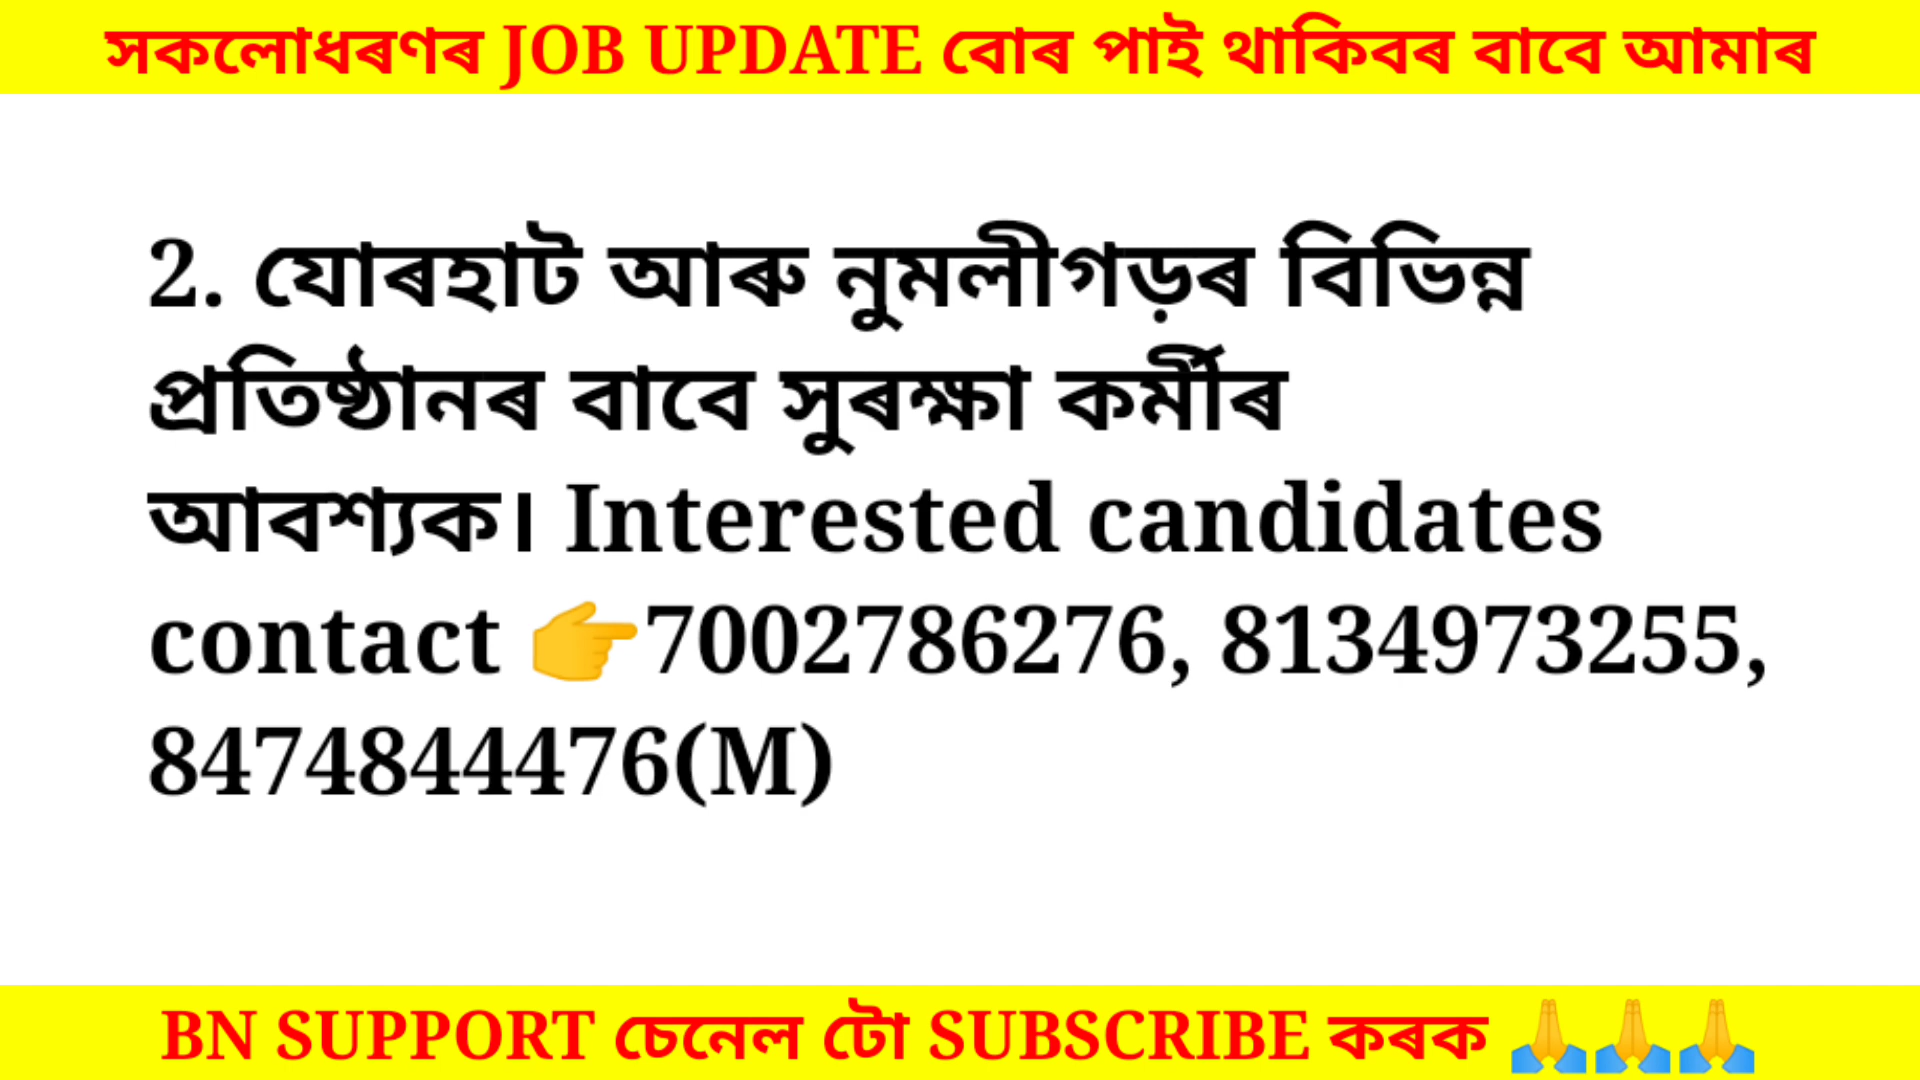 সকলোধৰণৰ JOB UPDATE বোৰ পাই থাকিবৰ বাবে আমাৰ
2. যোৰহাট আৰু নুমলীগড়ৰ বিভিন্ন
প্ৰতিষ্ঠানৰ বাবে সুৰক্ষা কৰ্মীৰ
আবশ্যক। Interested candidates
contact 👉7002786276, 8134973255,
8474844476(M)
BN SUPPORT চেনেল টো SUBSCRIBE কৰক 🙏🙏🙏